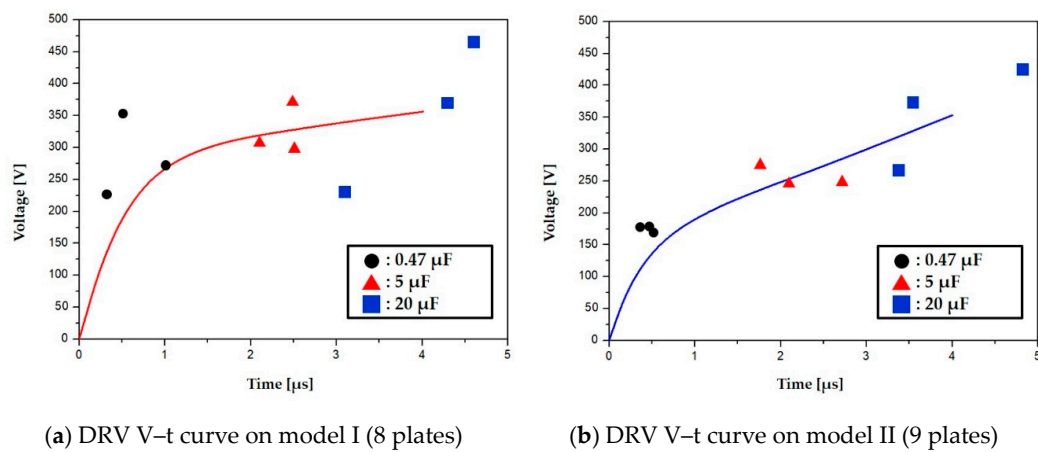 500
450
400
350
300
250
200
150
100
50
0
Voltage [V]
0 1 2 3 4 5
Time [µs]
: 0.47 µF
: 5 µF
: 20 µF
(a) DRV V–t curve on model I (8 plates)
500
450
400
350
300
250
200
150
100
50
0
Voltage [V]
0 1 2 3 4 5
Time [µs]
: 0.47 µF
: 5 µF
: 20 µF
(b) DRV V–t curve on model II (9 plates)